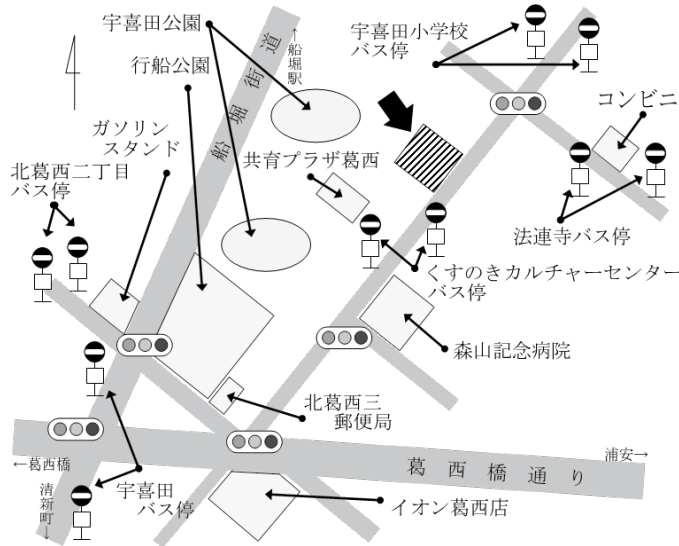 宇喜田公園
行船公園
ガソリン
スタンド
北葛西二丁目
バス停
船堀街道
↑船堀駅
宇喜田小学校
バス停
コンビニ
共育プラザ葛西
法連寺バス停
くすのきカルチャーセンター
バス停
森山記念病院
北葛西三
郵便局
浦安→
←葛西橋
葛西橋通り
清新町↓
宇喜田
バス停
イオン葛西店